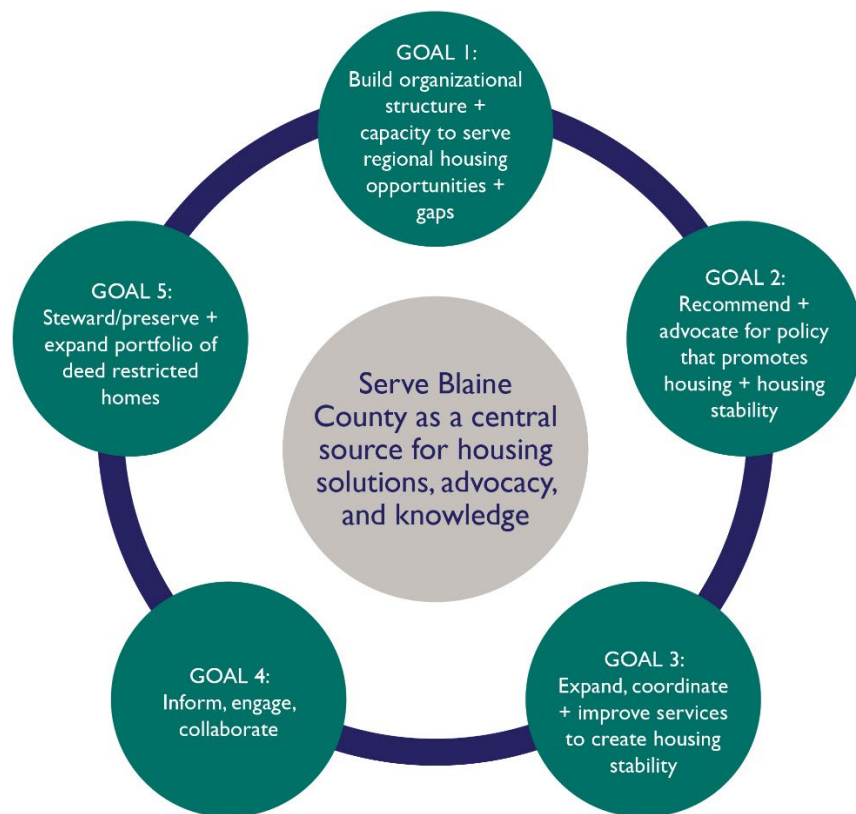 GOAL 1:
Build organizational
structure +
capacity to serve
regional housing
opportunities +
gaps
GOAL 2:
Recommend +
advocate for policy
that promotes
housing + housing
stability
GOAL 3:
Expand, coordinate
+ improve services
to create housing
stability
GOAL 4:
Inform, engage,
collaborate
GOAL 5:
Steward/preserve +
expand portfolio of
deed restricted
homes
Serve Blaine
County as a central
source for housing
solutions, advocacy,
and knowledge